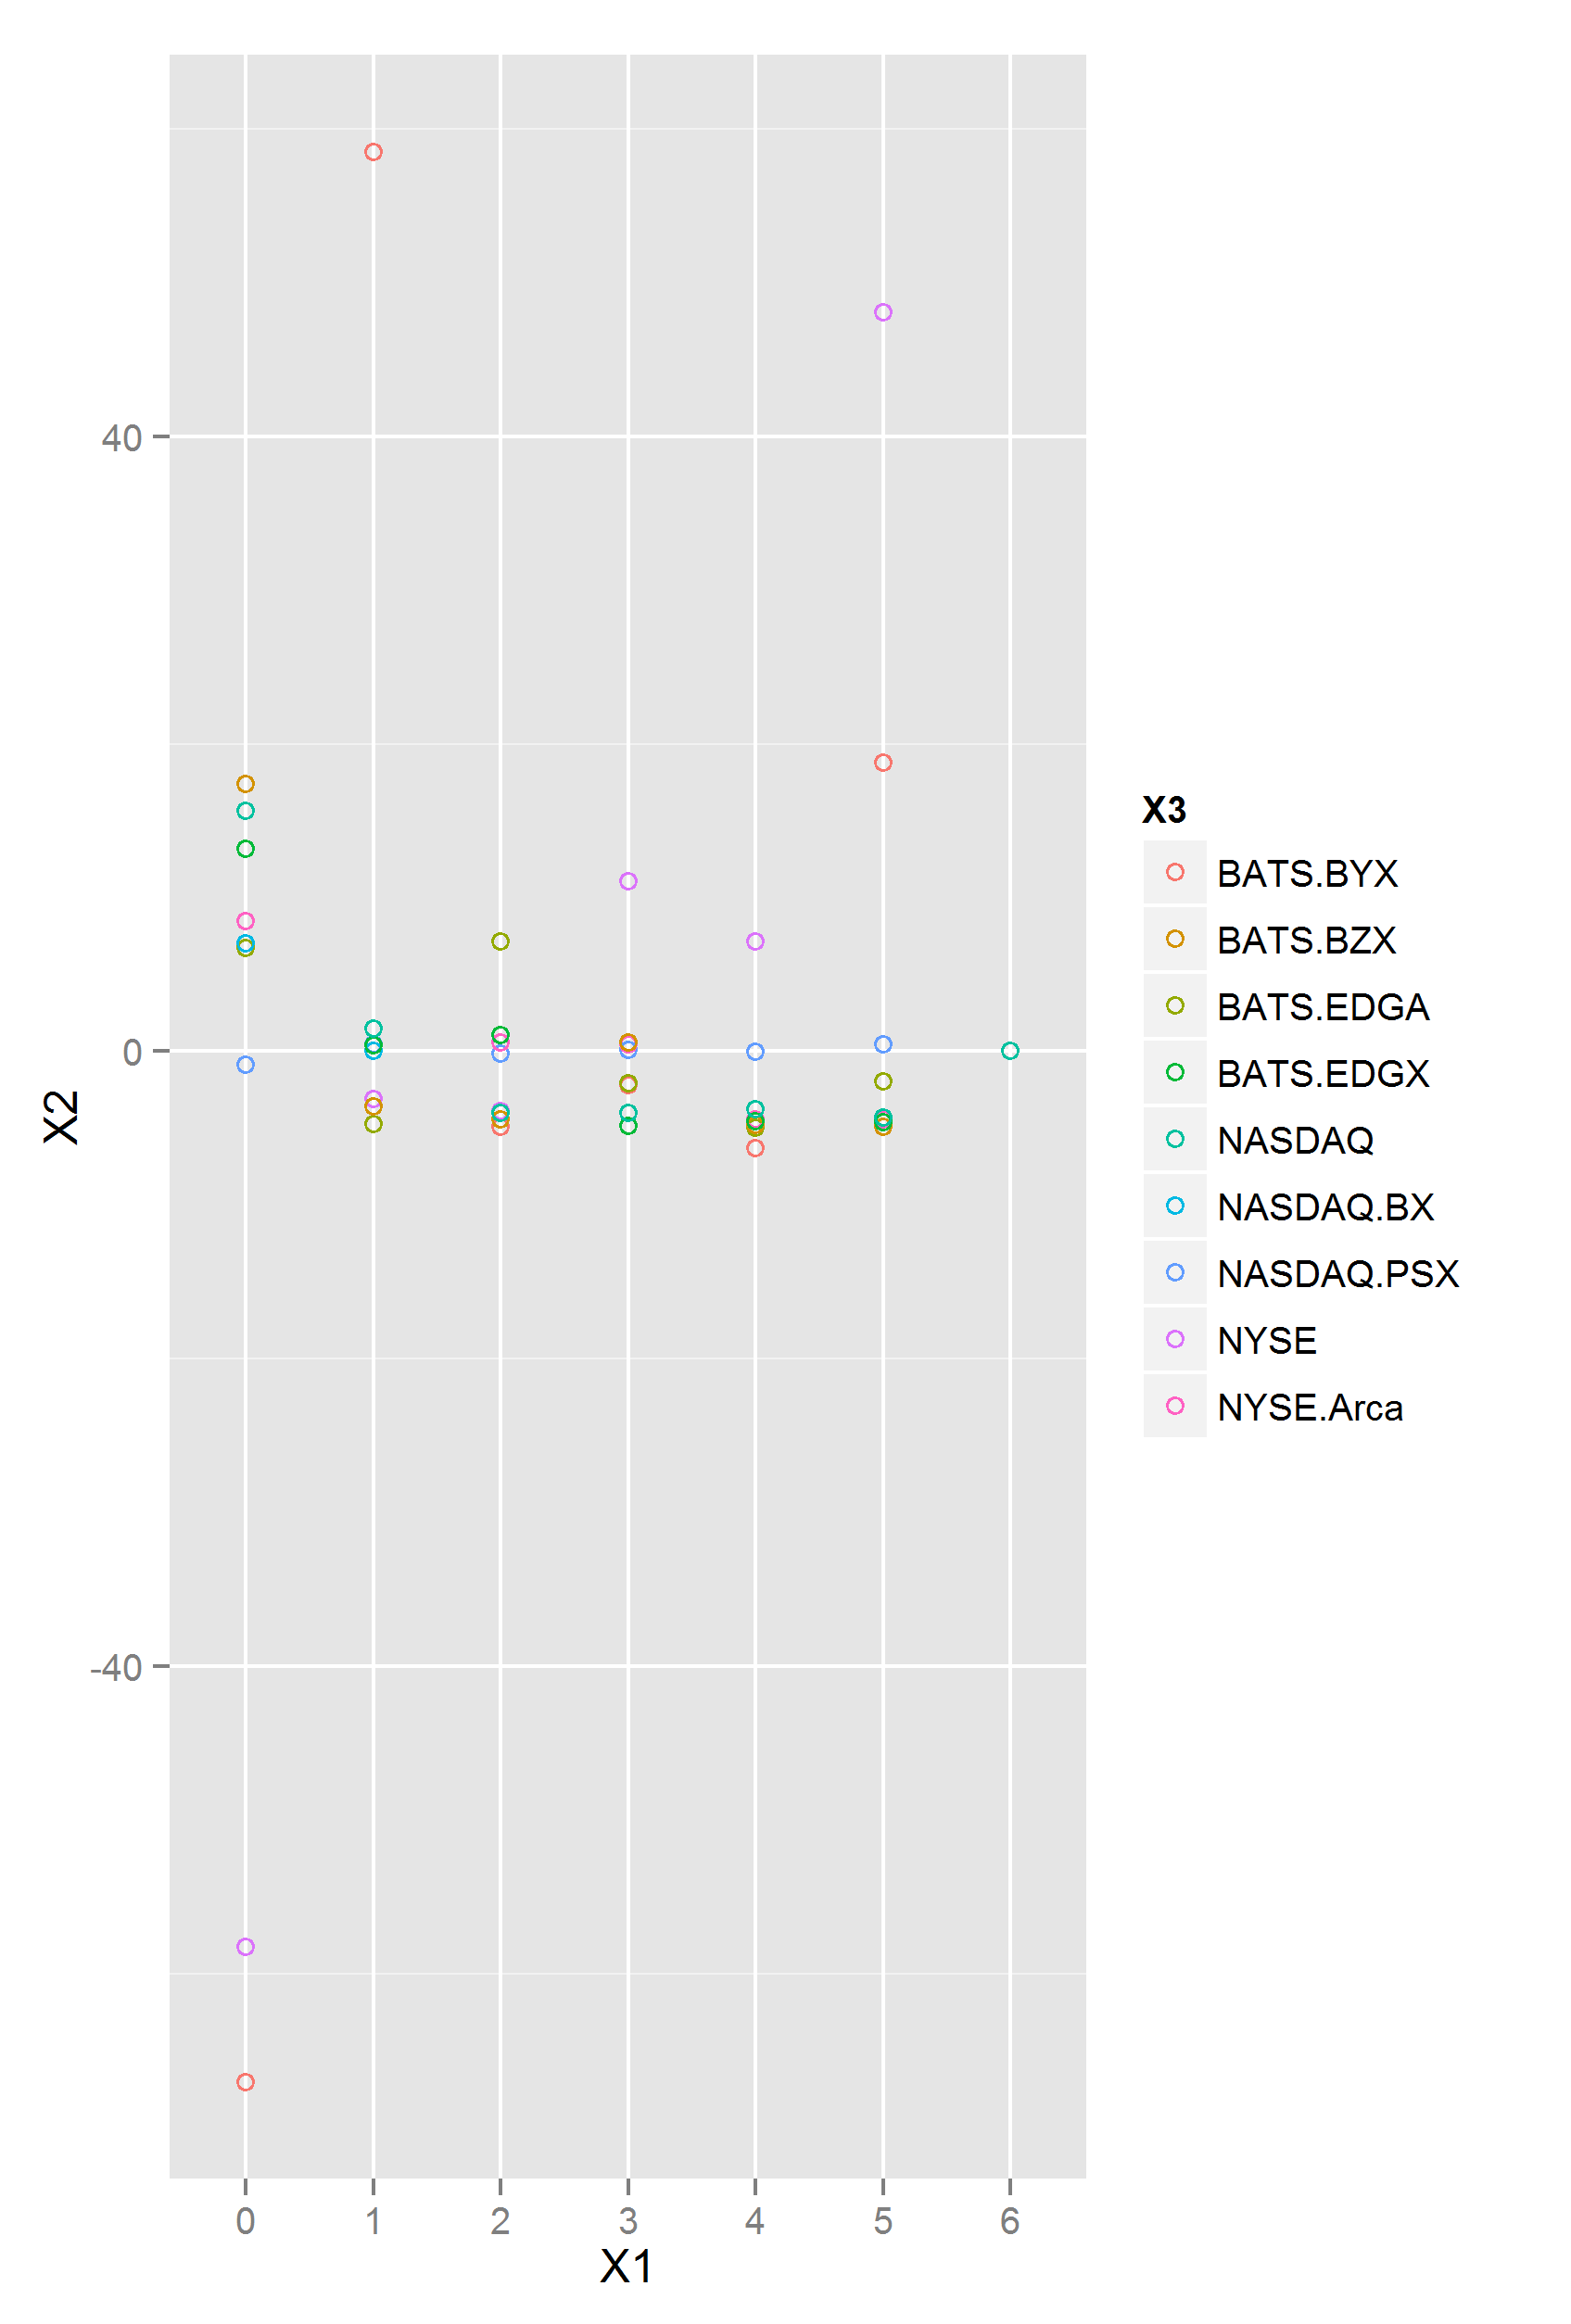 40
0
-40
X2
0 1 2 3 4 5 6
X1
X3
BATS.BYX
BATS.BZX
BATS.EDGA
BATS.EDGX
NASDAQ
NASDAQ.BX
NASDAQ.PSX
NYSE
NYSE.Arca